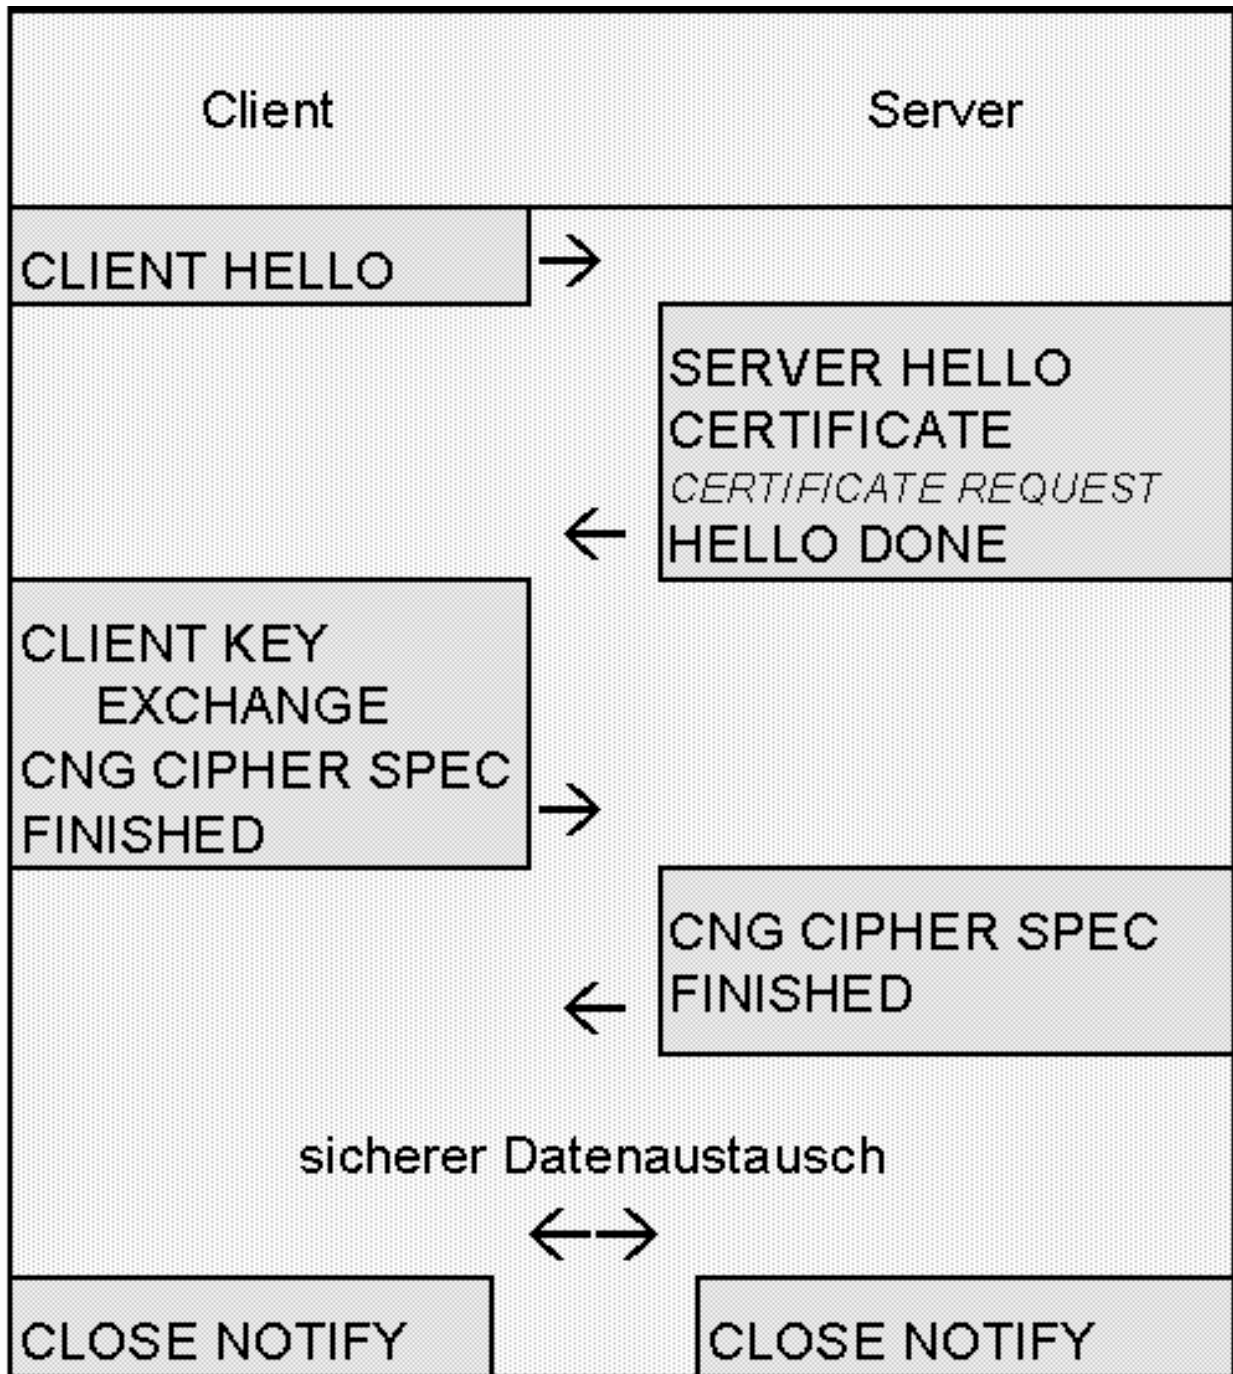 Client Server
CLIENT HELLO
SERVER HELLO
CERTIFICATE
CERTIFICATE REQUEST
HELLO DONE
CLIENT KEY
EXCHANGE
CNG CIPHER SPEC
FINISHED
CNG CIPHER SPEC
FINISHED
sicherer Datenaustausch
CLOSE NOTIFY CLOSE NOTIFY